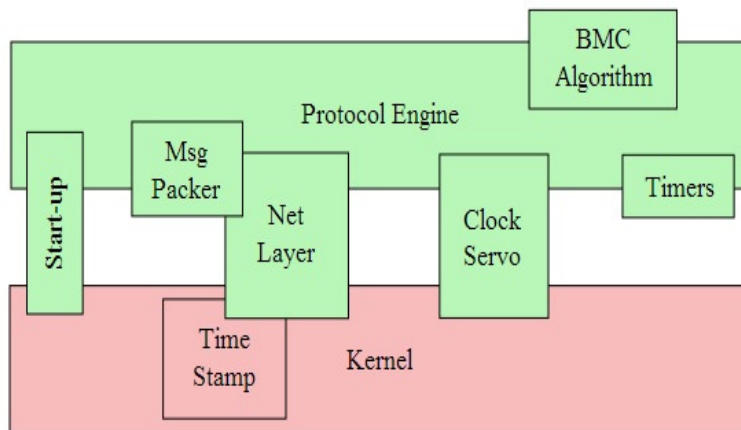 BMC
Algorithm
Protocol Engine
Msg
Packer
Start-up
Net
Layer
Clock
Servo
Timers
Time
Stamp
Kernel